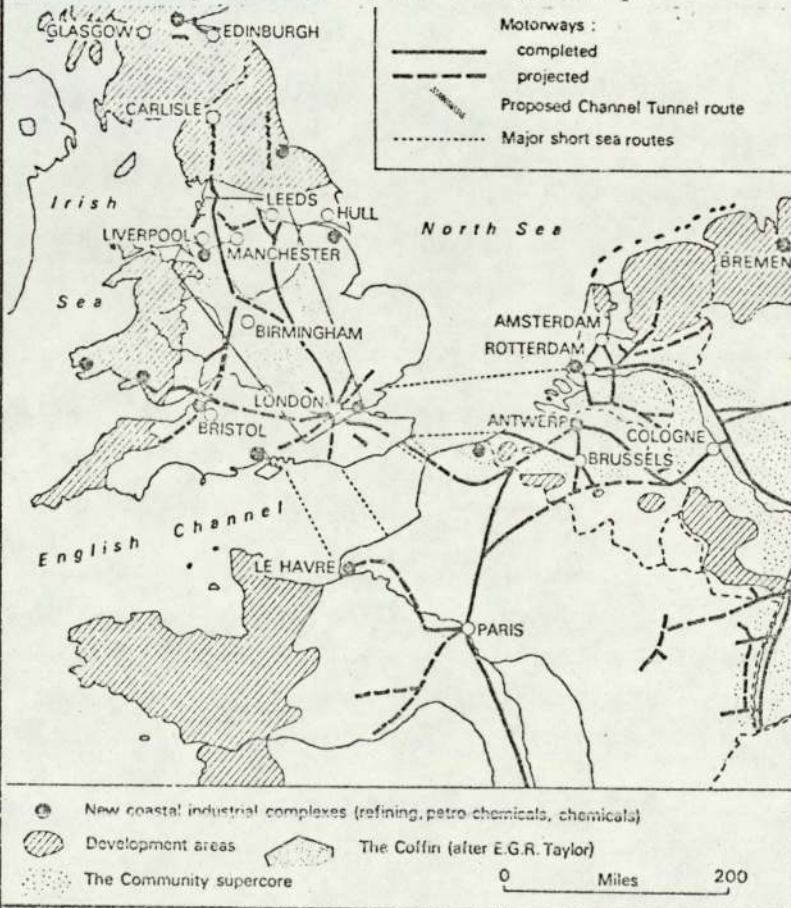 Motorways :
completed
projected
Proposed Channel Tunnel route
Major short sea routes
GLASGOW
EDINBURGH
CARLISLE
Irish
Sea
LEEDS
HULL
LIVERPOOL
MANCHESTER
North Sea
BREMEN
BIRMINGHAM
AMSTERDAM
ROTTERDAM
LONDON
BRISTOL
ANTWERP
COLOGNE
BRUSSELS
English Channel
LE HAVRE
PARIS
New coastal industrial complexes (refining, petro-chemicals, chemicals)
Development areas
The Coffin (after E.G.R. Taylor)
The Community supercore
0 Miles 200